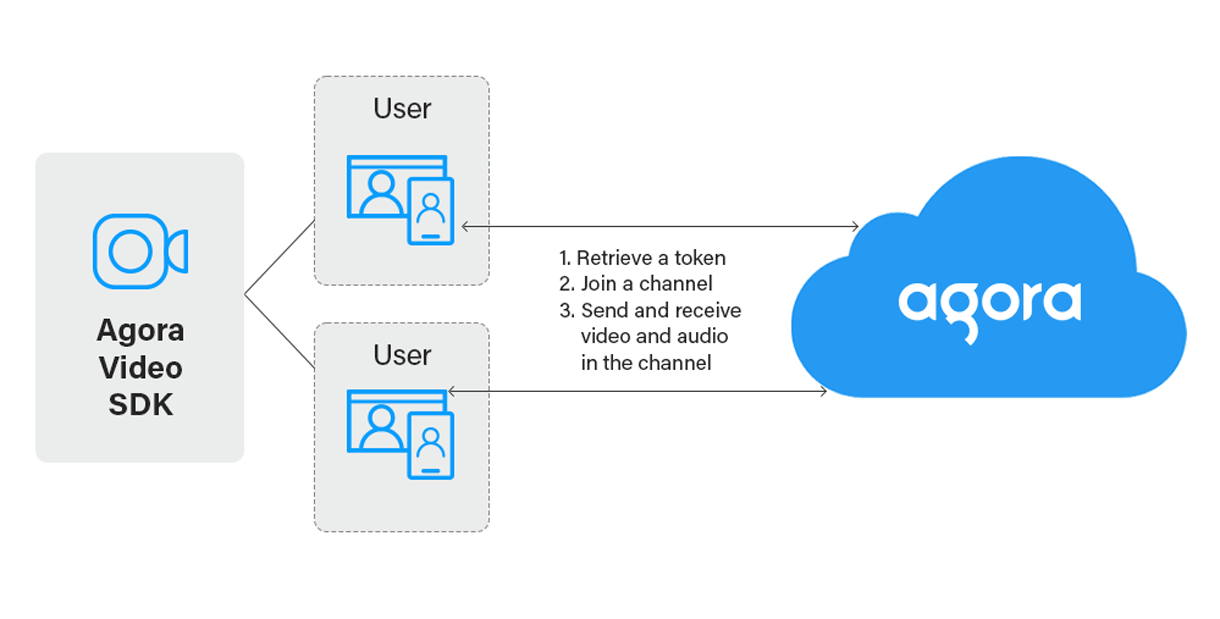 Agora
Video
SDK
User
User
1. Retrieve a token
2. Join a channel
3. Send and receive
video and audio
in the channel
agora